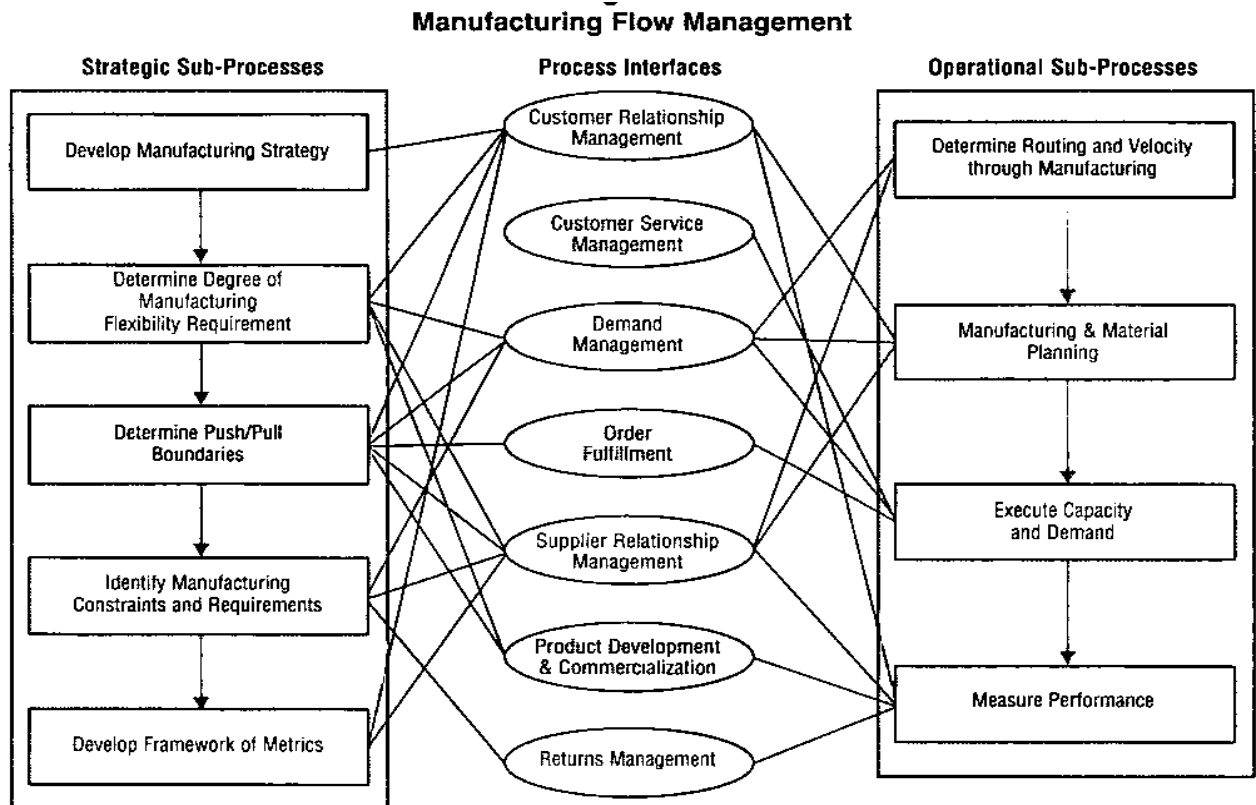 Manufacturing Flow Management
Strategic Sub-Processes
Process Interfaces
Operational Sub-Processes
Develop Manufacturing Strategy
Determine Degree of
Manufacturing
Flexibility Requirement
Determine Push/Pull
Boundaries
Identify Manufacturing
Constraints and Requirements
Develop Framework of Metrics
Customer Relationship
Management
Customer Service
Management
Demand
Management
Order
Fulfillment
Supplier Relationship
Management
Product Development
& Commercialization
Returns Management
Determine Routing and Velocity
through Manufacturing
Manufacturing & Material
Planning
Execute Capacity
and Demand
Measure Performance